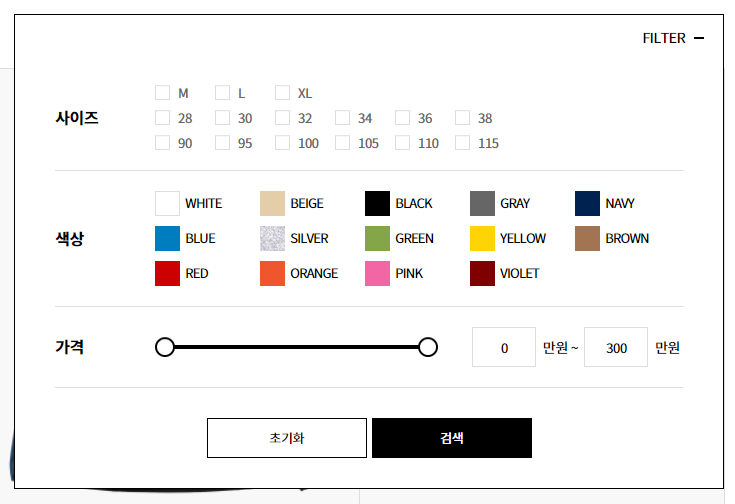 FILTER
M L XL
사이즈 28 30 32 34 36 38
90 95 100 105 110 115
WHITE BEIGE BLACK GRAY NAVY
색상 BLUE SILVER GREEN YELLOW BROWN
RED ORANGE PINK VIOLET
가격 0 만원 ~ 300 만원
초기화 검색